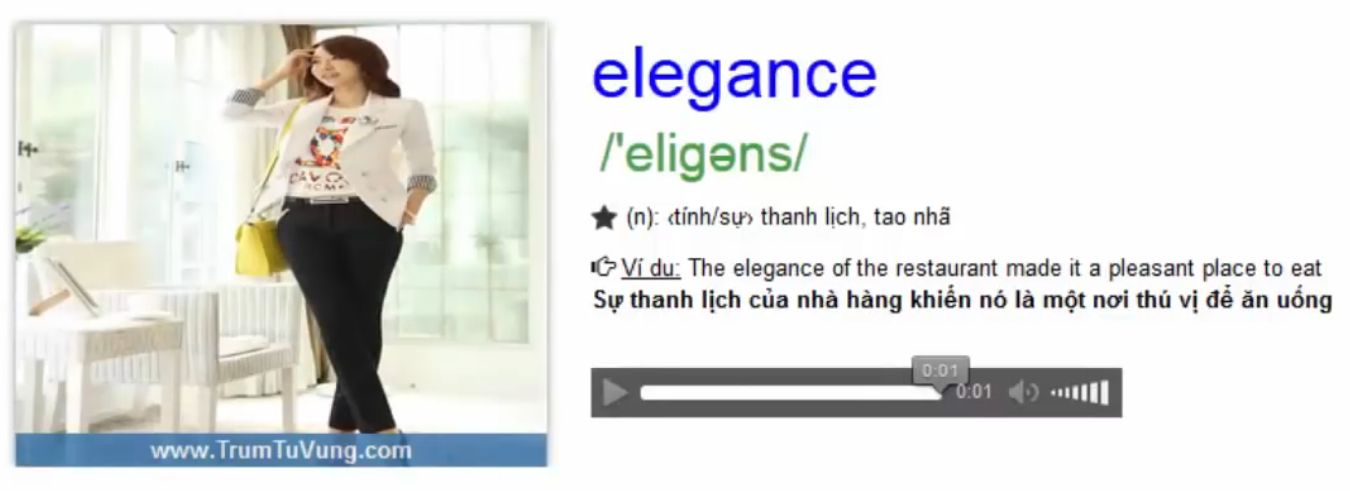 elegance
/'eligəns/
(n): ‹tính/sự› thanh lịch, tao nhã
Ví du: The elegance of the restaurant made it a pleasant place to eat
Sự thanh lịch của nhà hàng khiến nó là một nơi thú vị để ăn uống
0:01
0:01
www.TrumTuVung.com